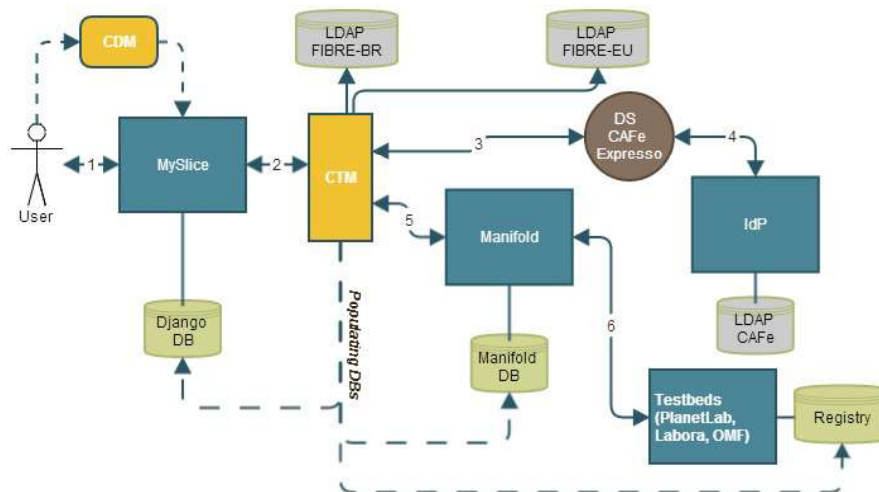 LDAP
FIBRE-BR
LDAP
FIBRE-EU
CDM
DS
CAFe
Expresso
MySlice
CTM
1
2
3
4
User
5
Manifold
IdP
Populating DBs
Django
DB
Manifold
DB
6
LDAP
CAFe
Testbeds
(PlanetLab,
Labora, OMF)
Registry